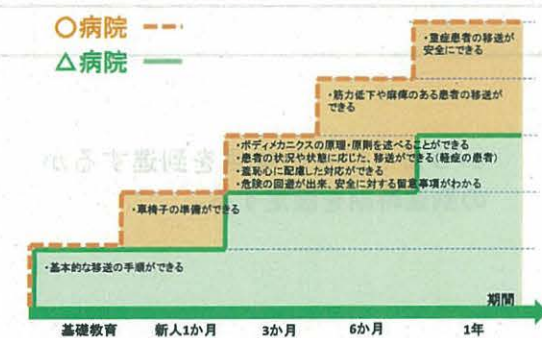 ○病院
△病院
・重症患者の移送が
安全にできる
・筋力低下や麻痺のある患者の移送が
できる
・ボディメカニクスの原理・原則を述べることができる
・患者の状況や状態に応じた、移送ができる(軽症の患者)
・羞恥心に配慮した対応ができる
・危険の回避が出来、安全に対する留意事項がわかる
・車椅子の準備ができる
・基本的な移送の手順ができる
期間
基礎教育 新人1か月 3か月 6か月 1年